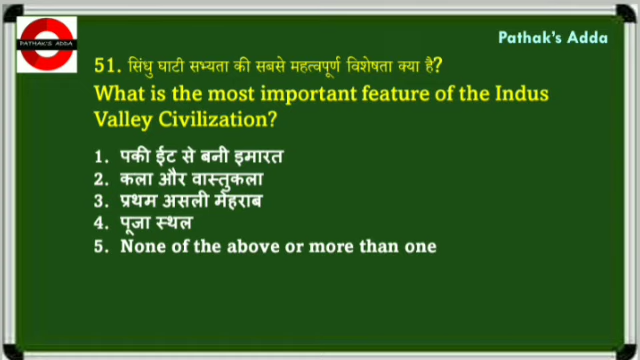 PATHAK'S ADDA
Pathak's Adda
51. सिंधु घाटी सभ्यता की सबसे महत्वपूर्ण विशेषता क्या है?
What is the most important feature of the Indus
Valley Civilization?
1. पकी ईट से बनी इमारत
2. कला और वास्तुकला
3. प्रथम असली मेहराब
4. पूजा स्थल
5. None of the above or more than one